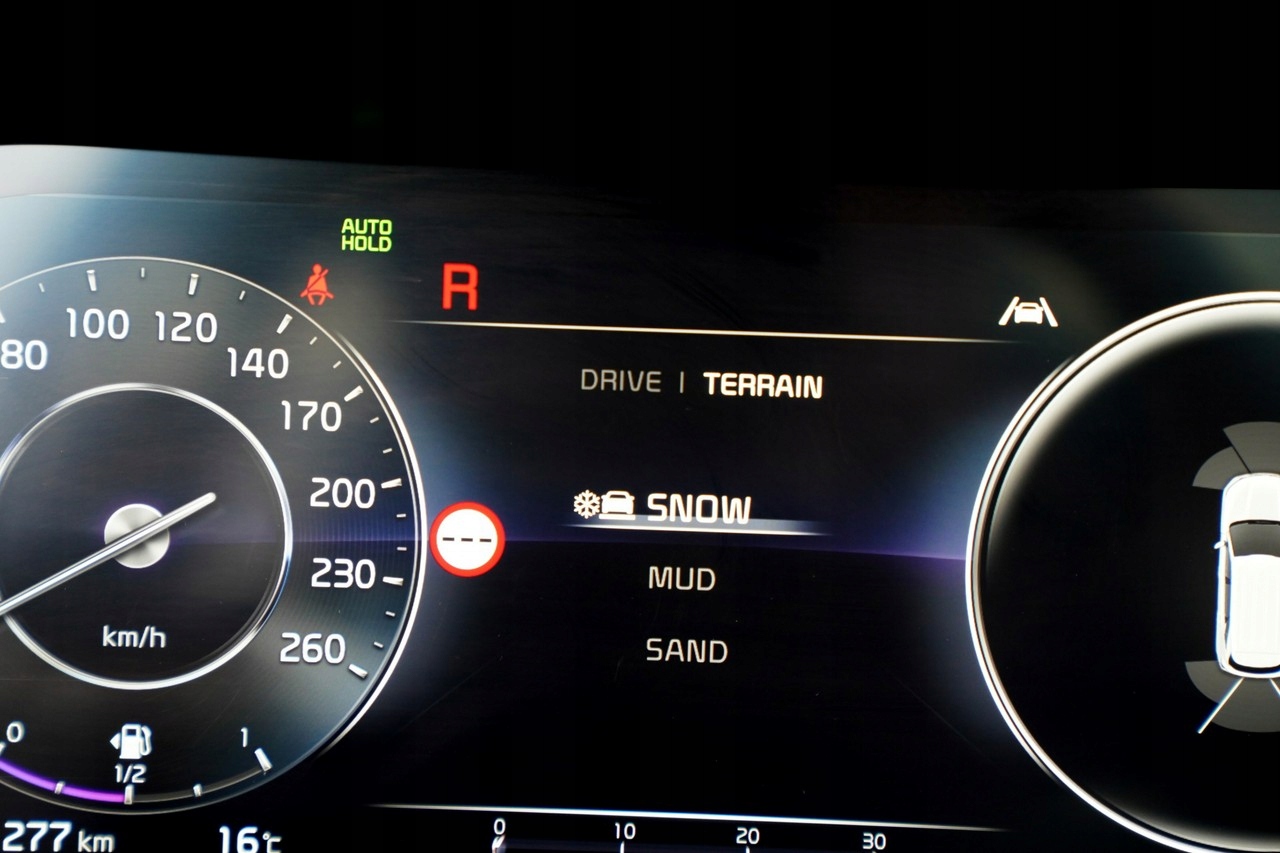 AUTO
HOLD
R
80 100 120 140 170 200 230 260
km/h
DRIVE | TERRAIN
SNOW
MUD
SAND
---
0 1
1/2
277 km 16°C
0 10 20 30